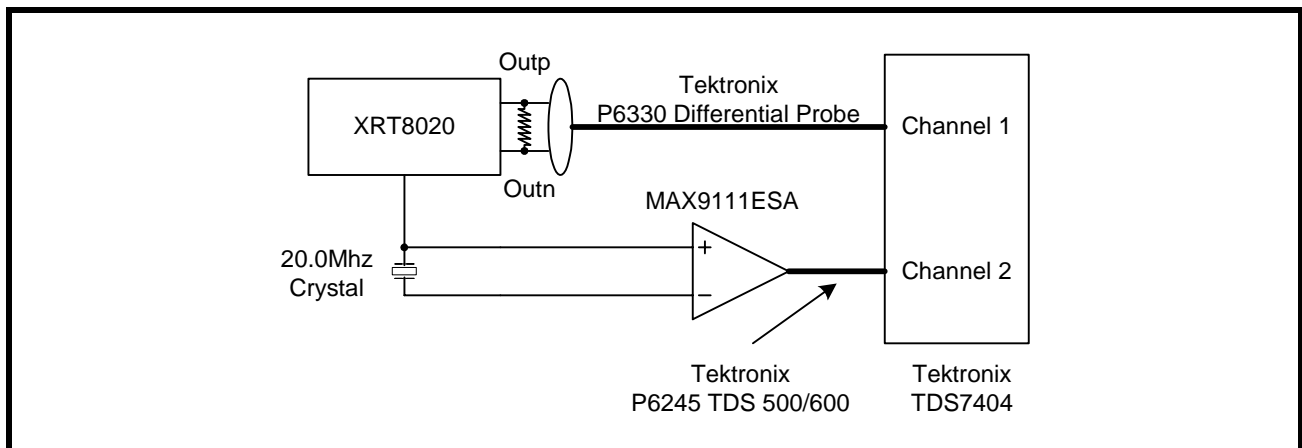 Outp
XRT8020
Outn
Tektronix
P6330 Differential Probe
Channel 1
MAX9111ESA
+
−
20.0Mhz
Crystal
Channel 2
Tektronix
P6245 TDS 500/600
Tektronix
TDS7404